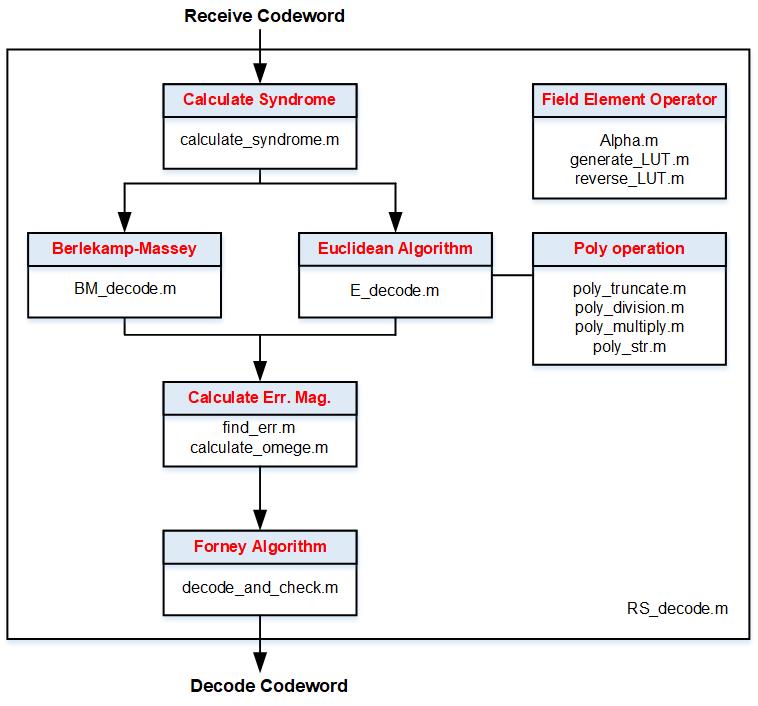 Receive Codeword
Calculate Syndrome
calculate_syndrome.m
Field Element Operator
Alpha.m
generate_LUT.m
reverse_LUT.m
Berlekamp-Massey
BM_decode.m
Euclidean Algorithm
E_decode.m
Poly operation
poly_truncate.m
poly_division.m
poly_multiply.m
poly_str.m
Calculate Err. Mag.
find_err.m
calculate_omege.m
Forney Algorithm
decode_and_check.m
RS_decode.m
Decode Codeword